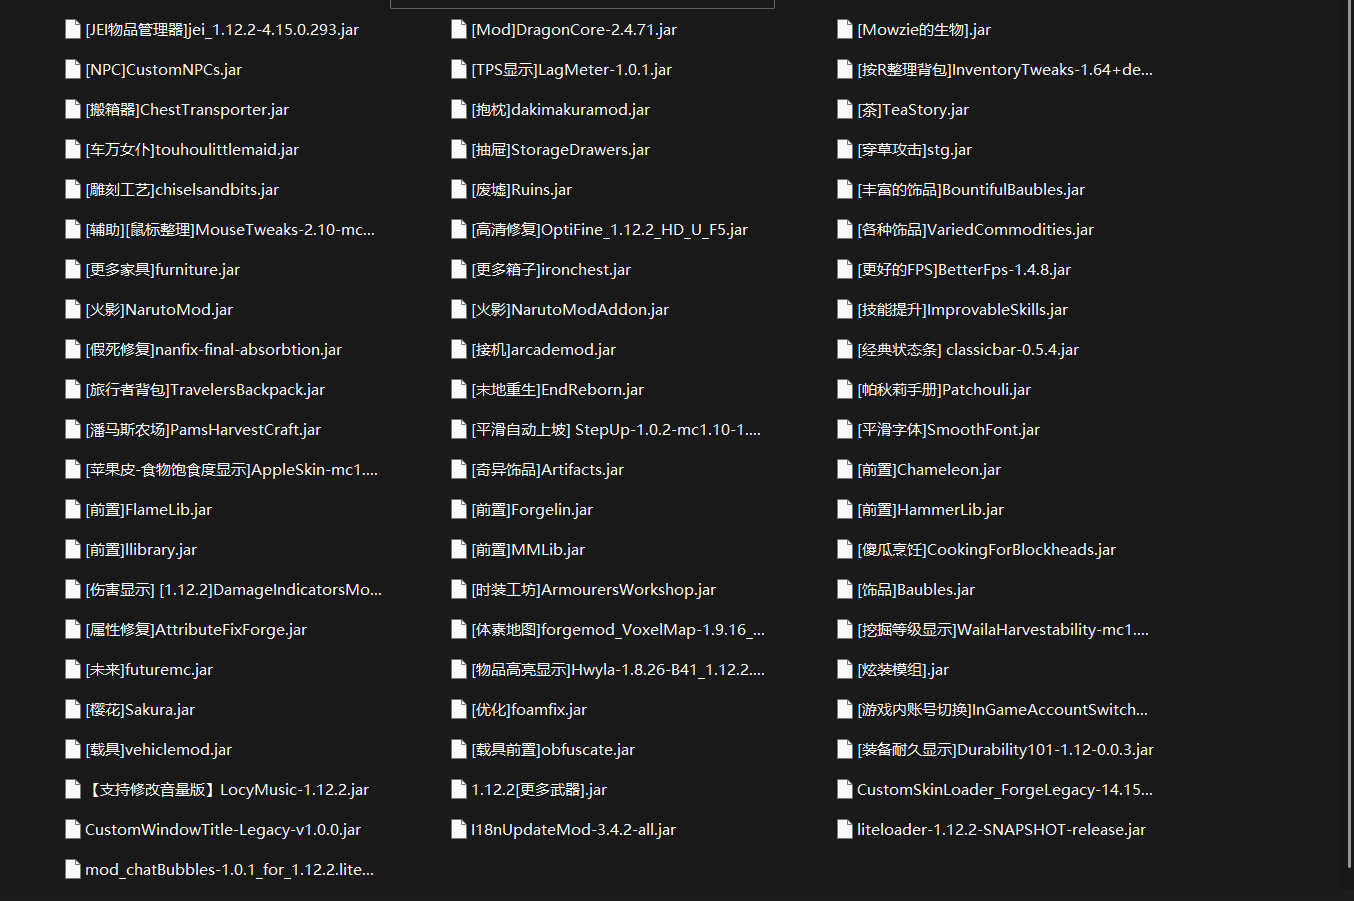 [JEI物品管理器]jei_1.12.2-4.15.0.293.jar
[Mod]DragonCore-2.4.71.jar
[Mowzie的生物].jar
[NPC]CustomNPCs.jar
[TPS显示]LagMeter-1.0.1.jar
[按R整理背包]InventoryTweaks-1.64+de...
[搬箱器]ChestTransporter.jar
[抱枕]dakimakuramod.jar
[茶]TeaStory.jar
[车万女仆]touhoulittlemaid.jar
[抽屉]StorageDrawers.jar
[穿草攻击]stg.jar
[雕刻工艺]chiselsandbits.jar
[废墟]Ruins.jar
[丰富的饰品]BountifulBaubles.jar
[辅助][鼠标整理]MouseTweaks-2.10-mc...
[高清修复]OptiFine_1.12.2_HD_U_F5.jar
[各种饰品]VariedCommodities.jar
[更多家具]furniture.jar
[更多箱子]ironchest.jar
[更好的FPS]BetterFps-1.4.8.jar
[火影]NarutoMod.jar
[火影]NarutoModAddon.jar
[技能提升]ImprovableSkills.jar
[假死修复]nanfix-final-absorbtion.jar
[接机]arcademod.jar
[经典状态条] classicbar-0.5.4.jar
[旅行者背包]TravelersBackpack.jar
[末地重生]EndReborn.jar
[帕秋莉手册]Patchouli.jar
[潘马斯农场]PamsHarvestCraft.jar
[平滑自动上坡] StepUp-1.0.2-mc1.10-1....
[平滑字体]SmoothFont.jar
[苹果皮-食物饱食度显示]AppleSkin-mc1....
[奇异饰品]Artifacts.jar
[前置]Chameleon.jar
[前置]FlameLib.jar
[前置]Forgelin.jar
[前置]HammerLib.jar
[前置]llibrary.jar
[前置]MMLib.jar
[傻瓜烹饪]CookingForBlockheads.jar
[伤害显示] [1.12.2]DamageIndicatorsMo...
[时装工坊]ArmourersWorkshop.jar
[饰品]Baubles.jar
[属性修复]AttributeFixForge.jar
[体素地图]forgemod_VoxelMap-1.9.16_...
[挖掘等级显示]WailaHarvestability-mc1....
[未来]futuremc.jar
[物品高亮显示]Hwyla-1.8.26-B41_1.12.2....
[炫装模组].jar
[樱花]Sakura.jar
[优化]foamfix.jar
[游戏内账号切换]InGameAccountSwitch...
[载具]vehiclemod.jar
[载具前置]obfuscate.jar
[装备耐久显示]Durability101-1.12-0.0.3.jar
【支持修改音量版】LocyMusic-1.12.2.jar
1.12.2[更多武器].jar
CustomSkinLoader_ForgeLegacy-14.15...
CustomWindowTitle-Legacy-v1.0.0.jar
I18nUpdateMod-3.4.2-all.jar
liteloader-1.12.2-SNAPSHOT-release.jar
mod_chatBubbles-1.0.1_for_1.12.2.lite...